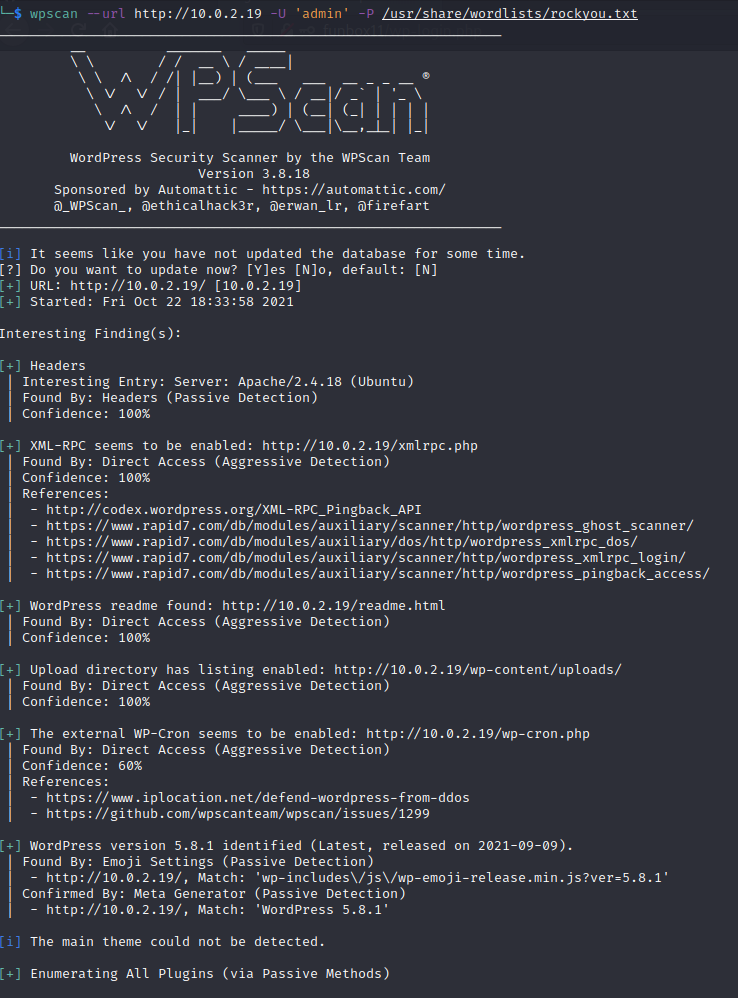 └─$ wpscan --url http://10.0.2.19 -U 'admin' -P /usr/share/wordlists/rockyou.txt
WPScan ®
WordPress Security Scanner by the WPScan Team
Version 3.8.18
Sponsored by Automattic - https://automattic.com/
@_WPScan_, @ethicalhack3r, @erwan_lr, @firefart
[i] It seems like you have not updated the database for some time.
[?] Do you want to update now? [Y]es [N]o, default: [N]
[+] URL: http://10.0.2.19/ [10.0.2.19]
[+] Started: Fri Oct 22 18:33:58 2021
Interesting Finding(s):
[+] Headers
| Interesting Entry: Server: Apache/2.4.18 (Ubuntu)
| Found By: Headers (Passive Detection)
| Confidence: 100%
[+] XML-RPC seems to be enabled: http://10.0.2.19/xmlrpc.php
| Found By: Direct Access (Aggressive Detection)
| Confidence: 100%
| References:
|  - http://codex.wordpress.org/XML-RPC_Pingback_API
|  - https://www.rapid7.com/db/modules/auxiliary/scanner/http/wordpress_ghost_scanner/
|  - https://www.rapid7.com/db/modules/auxiliary/dos/http/wordpress_xmlrpc_dos/
|  - https://www.rapid7.com/db/modules/auxiliary/scanner/http/wordpress_xmlrpc_login/
|  - https://www.rapid7.com/db/modules/auxiliary/scanner/http/wordpress_pingback_access/
[+] WordPress readme found: http://10.0.2.19/readme.html
| Found By: Direct Access (Aggressive Detection)
| Confidence: 100%
[+] Upload directory has listing enabled: http://10.0.2.19/wp-content/uploads/
| Found By: Direct Access (Aggressive Detection)
| Confidence: 100%
[+] The external WP-Cron seems to be enabled: http://10.0.2.19/wp-cron.php
| Found By: Direct Access (Aggressive Detection)
| Confidence: 60%
| References:
|  - https://www.iplocation.net/defend-wordpress-from-ddos
|  - https://github.com/wpscanteam/wpscan/issues/1299
[+] WordPress version 5.8.1 identified (Latest, released on 2021-09-09).
| Found By: Emoji Settings (Passive Detection)
|  - http://10.0.2.19/, Match: 'wp-includes\/js\/wp-emoji-release.min.js?ver=5.8.1'
| Confirmed By: Meta Generator (Passive Detection)
|  - http://10.0.2.19/, Match: 'WordPress 5.8.1'
[i] The main theme could not be detected.
[+] Enumerating All Plugins (via Passive Methods)